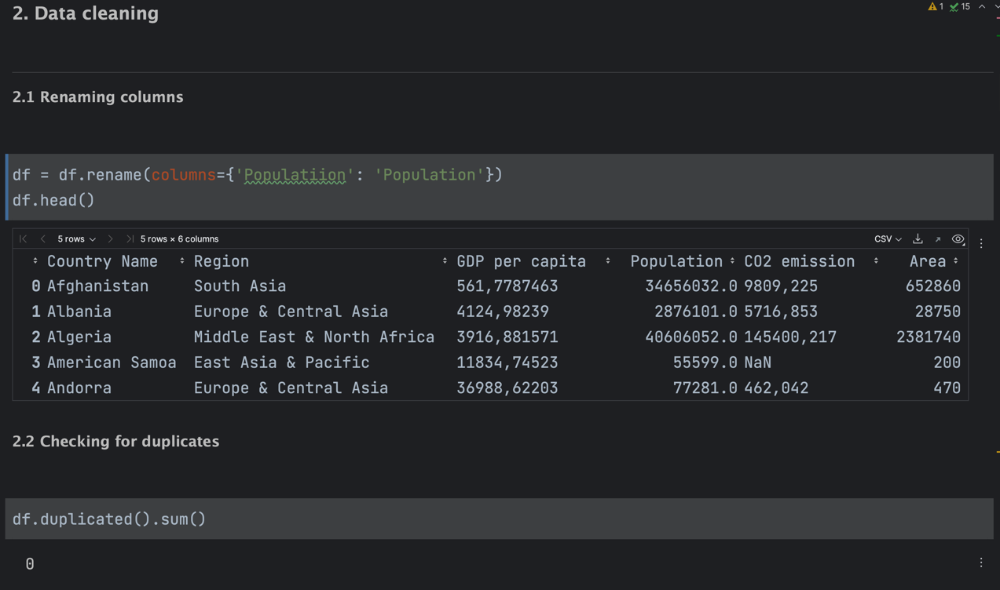 2. Data cleaning
1 15
2.1 Renaming columns
df = df.rename(columns={'Populatiion': 'Population'})
df.head()
5 rows 5 rows × 6 columns CSV
Country Name Region GDP per capita Population CO2 emission Area
0 Afghanistan South Asia 561,7787463 34656032.0 9809,225 652860
1 Albania Europe & Central Asia 4124,98239 2876101.0 5716,853 28750
2 Algeria Middle East & North Africa 3916,881571 40606052.0 145400,217 2381740
3 American Samoa East Asia & Pacific 11834,74523 55599.0 NaN 200
4 Andorra Europe & Central Asia 36988,62203 77281.0 462,042 470
2.2 Checking for duplicates
df.duplicated().sum()
0